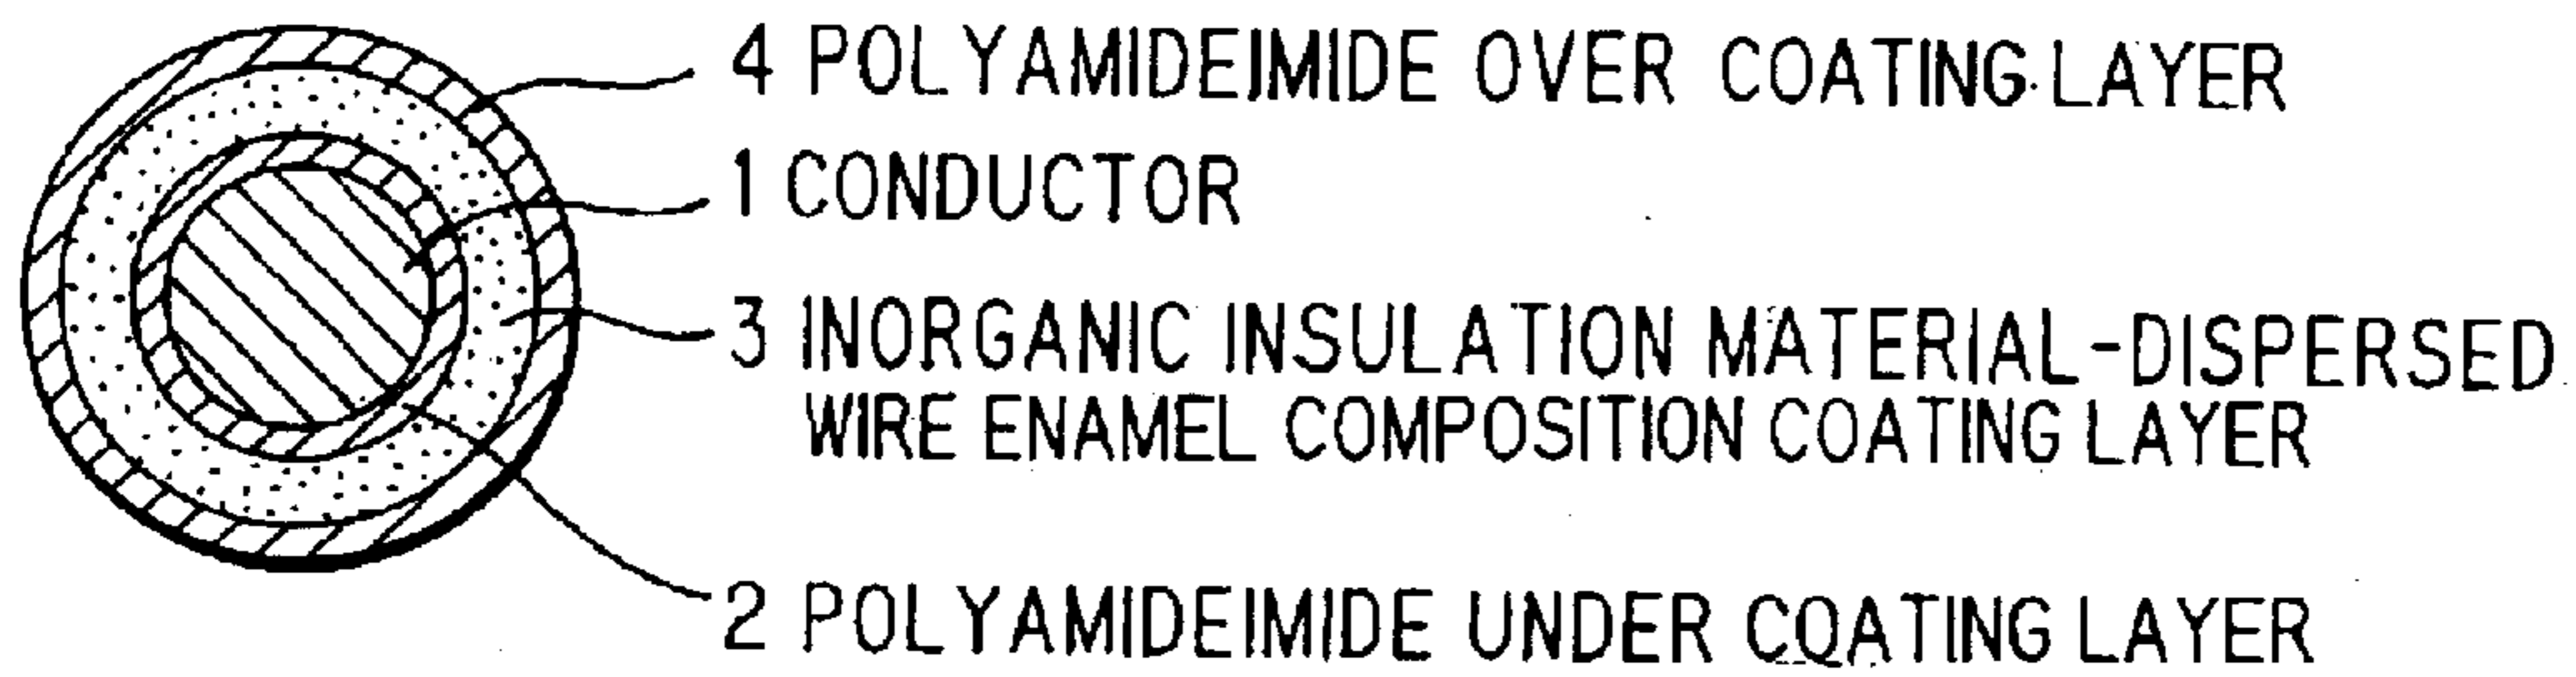 4 POLYAMIDEIMIDE OVER COATING LAYER
1 CONDUCTOR
3 INORGANIC INSULATION MATERIAL-DISPERSED
WIRE ENAMEL COMPOSITION COATING LAYER
2 POLYAMIDEIMIDE UNDER COATING LAYER